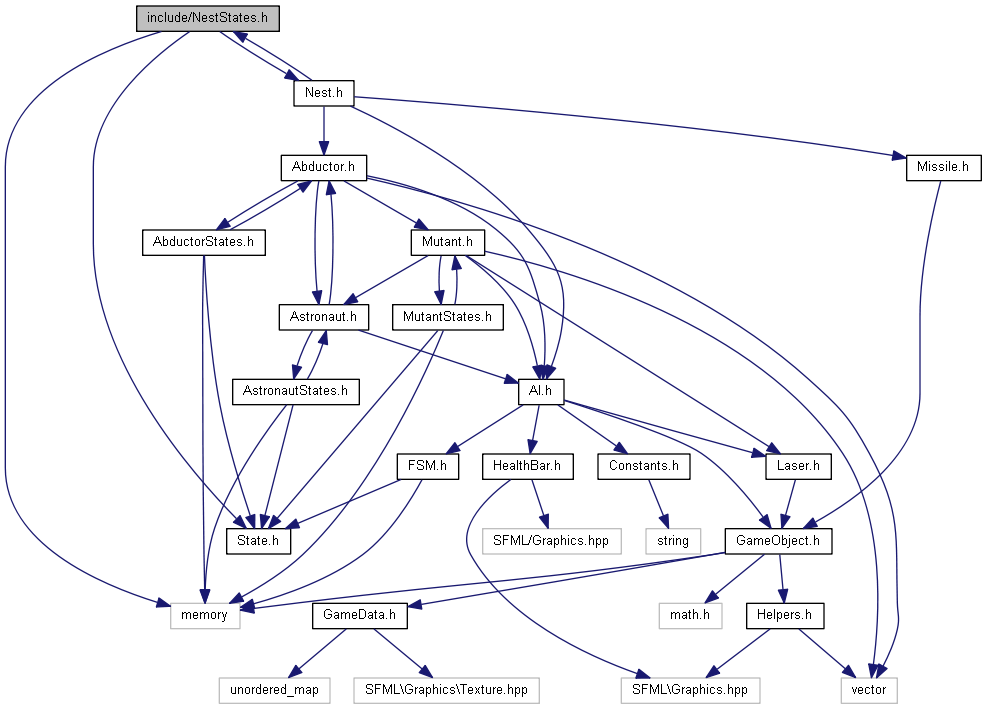 include/NestStates.h
Nest.h
Abductor.h
Missile.h
AbductorStates.h
Mutant.h
Astronaut.h
MutantStates.h
AstronautStates.h
AI.h
FSM.h
HealthBar.h
Constants.h
Laser.h
State.h
SFML/Graphics.hpp
string
GameObject.h
memory
GameData.h
math.h
Helpers.h
unordered_map
SFML\Graphics\Texture.hpp
SFML\Graphics.hpp
vector